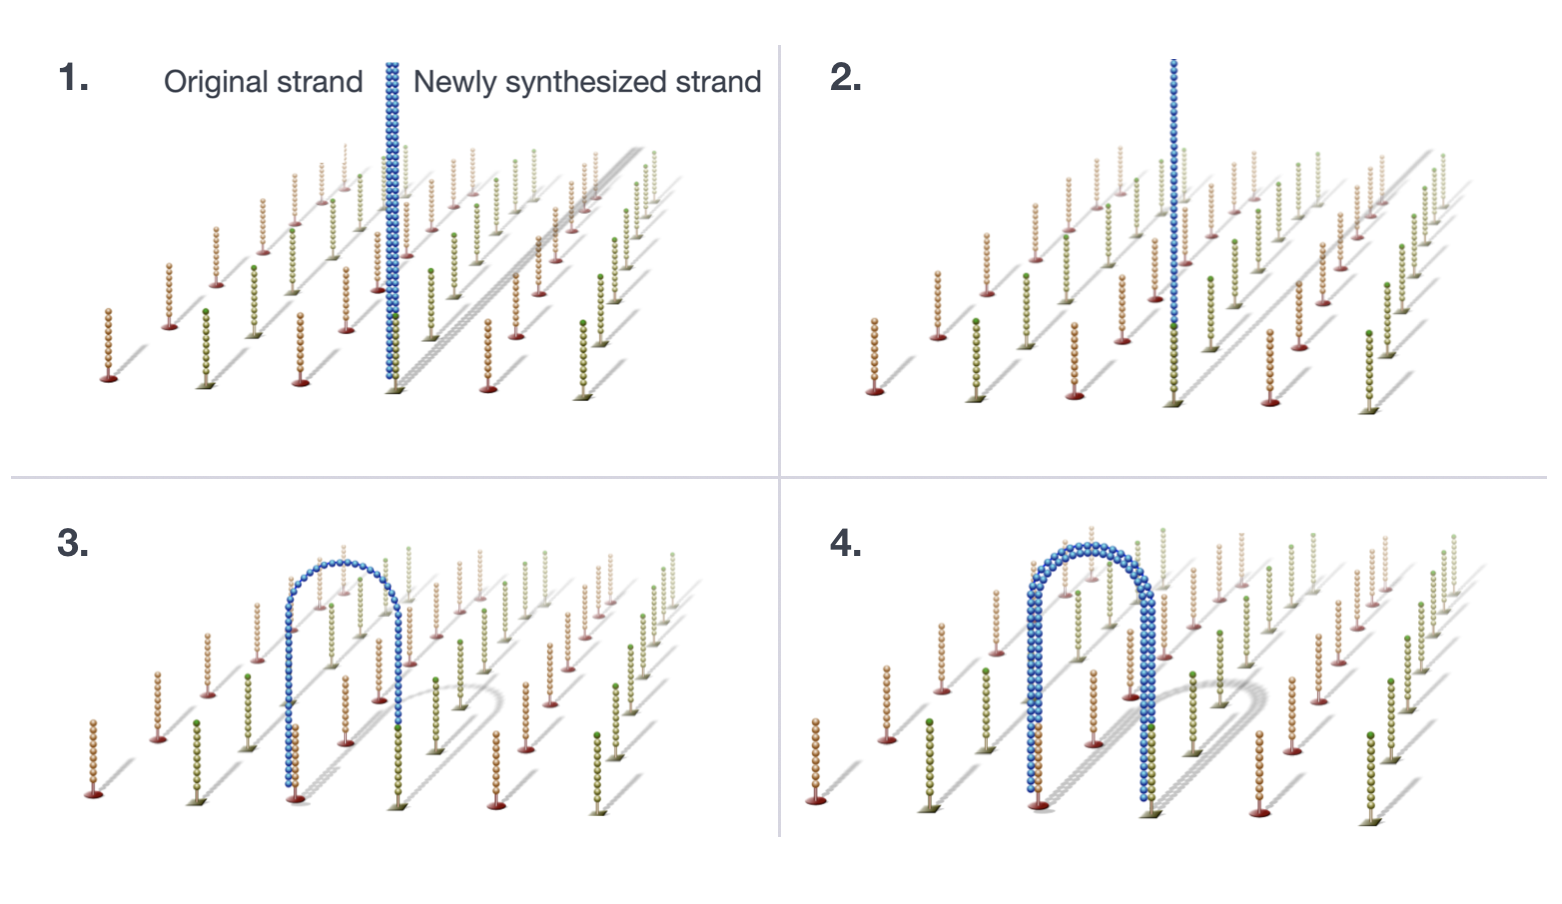 1. Original strand Newly synthesized strand 2.
3. 4.